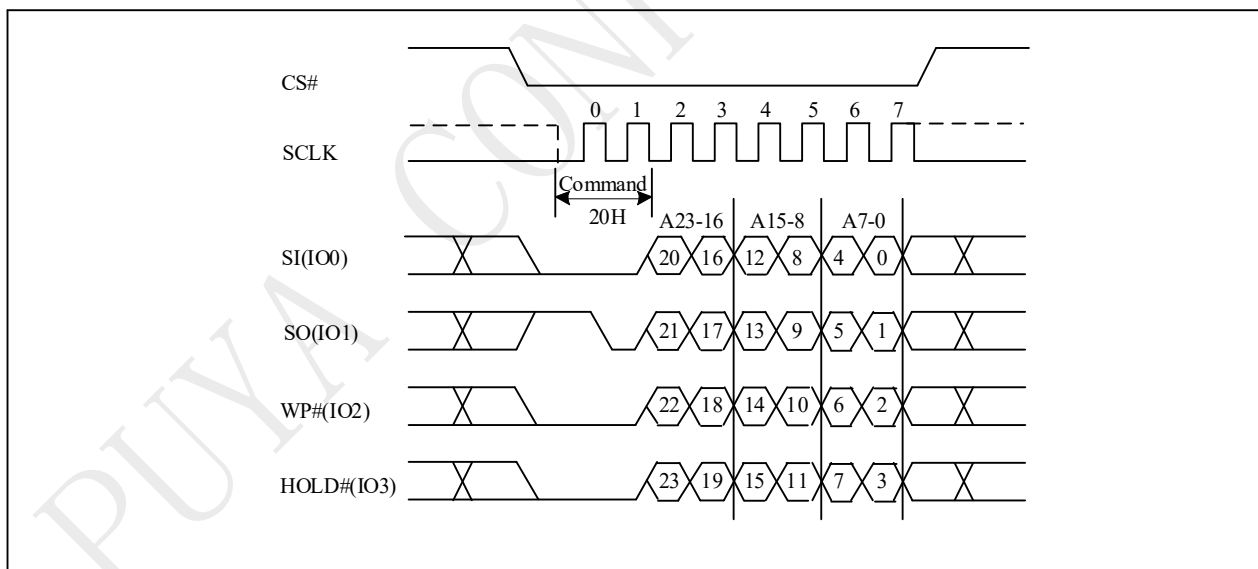 CS#
0 1 2 3 4 5 6 7
SCLK
Command
20H
A23-16 A15-8 A7-0
SI(IO0) 20 16 12 8 4 0
SO(IO1) 21 17 13 9 5 1
WP#(IO2) 22 18 14 10 6 2
HOLD#(IO3) 23 19 15 11 7 3
PUYA